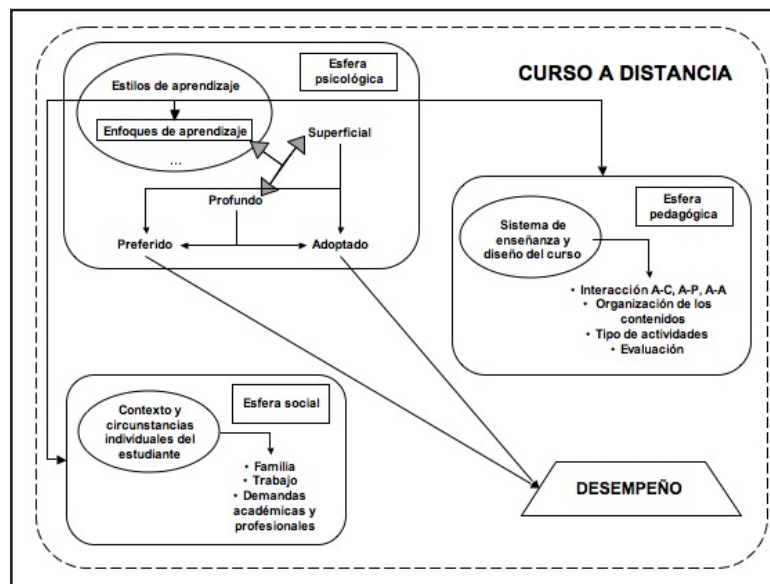 Esfera
psicológica
CURSO A DISTANCIA
Estilos de aprendizaje
Enfoques de aprendizaje
...
Superficial
Profundo
Preferido
Adoptado
Esfera
pedagógica
Sistema de
enseñanza y
diseño del curso
• Interacción A-C, A-P, A-A
• Organización de los
contenidos
• Tipo de actividades
• Evaluación
Esfera social
Contexto y
circunstancias
individuales del
estudiante
• Familia
• Trabajo
• Demandas
académicas y
profesionales
DESEMPEÑO